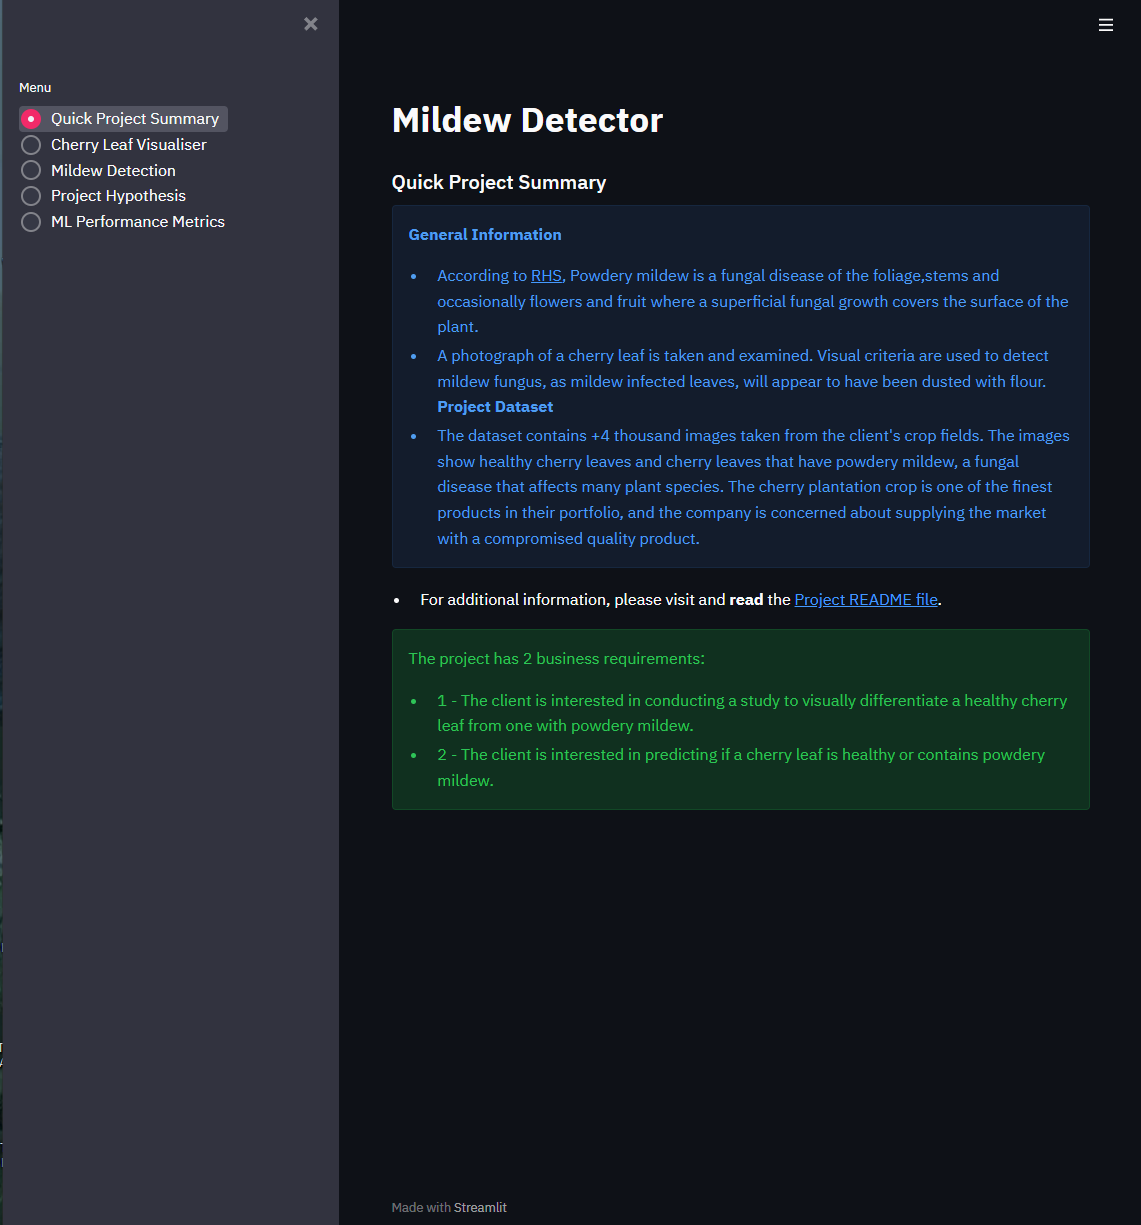 Menu
Quick Project Summary
Cherry Leaf Visualiser
Mildew Detection
Project Hypothesis
ML Performance Metrics
Mildew Detector
Quick Project Summary
General Information
• According to RHS, Powdery mildew is a fungal disease of the foliage,stems and
occasionally flowers and fruit where a superficial fungal growth covers the surface of the
plant.
• A photograph of a cherry leaf is taken and examined. Visual criteria are used to detect
mildew fungus, as mildew infected leaves, will appear to have been dusted with flour.
Project Dataset
• The dataset contains +4 thousand images taken from the client's crop fields. The images
show healthy cherry leaves and cherry leaves that have powdery mildew, a fungal
disease that affects many plant species. The cherry plantation crop is one of the finest
products in their portfolio, and the company is concerned about supplying the market
with a compromised quality product.
• For additional information, please visit and read the Project README file.
The project has 2 business requirements:
• 1 - The client is interested in conducting a study to visually differentiate a healthy cherry
leaf from one with powdery mildew.
• 2 - The client is interested in predicting if a cherry leaf is healthy or contains powdery
mildew.
Made with Streamlit